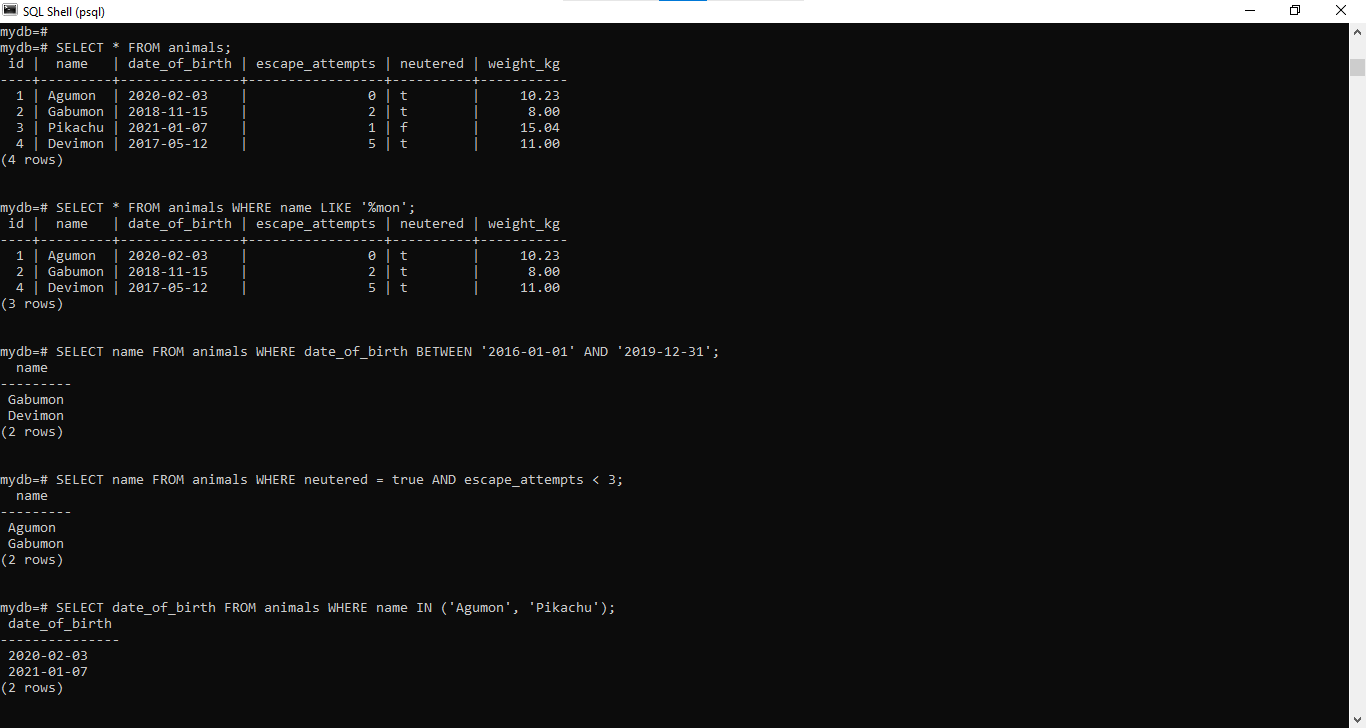 SQL Shell (psql)
mydb=#
mydb=# SELECT * FROM animals;
 id |  name   | date_of_birth | escape_attempts | neutered | weight_kg
----+---------+---------------+-----------------+----------+-----------
  1 | Agumon  | 2020-02-03    |               0 | t        |     10.23
  2 | Gabumon | 2018-11-15    |               2 | t        |      8.00
  3 | Pikachu | 2021-01-07    |               1 | f        |     15.04
  4 | Devimon | 2017-05-12    |               5 | t        |     11.00
(4 rows)
mydb=# SELECT * FROM animals WHERE name LIKE '%mon';
 id |  name   | date_of_birth | escape_attempts | neutered | weight_kg
----+---------+---------------+-----------------+----------+-----------
  1 | Agumon  | 2020-02-03    |               0 | t        |     10.23
  2 | Gabumon | 2018-11-15    |               2 | t        |      8.00
  4 | Devimon | 2017-05-12    |               5 | t        |     11.00
(3 rows)
mydb=# SELECT name FROM animals WHERE date_of_birth BETWEEN '2016-01-01' AND '2019-12-31';
  name
---------
 Gabumon
 Devimon
(2 rows)
mydb=# SELECT name FROM animals WHERE neutered = true AND escape_attempts < 3;
  name
---------
 Agumon
 Gabumon
(2 rows)
mydb=# SELECT date_of_birth FROM animals WHERE name IN ('Agumon', 'Pikachu');
 date_of_birth
---------------
 2020-02-03
 2021-01-07
(2 rows)